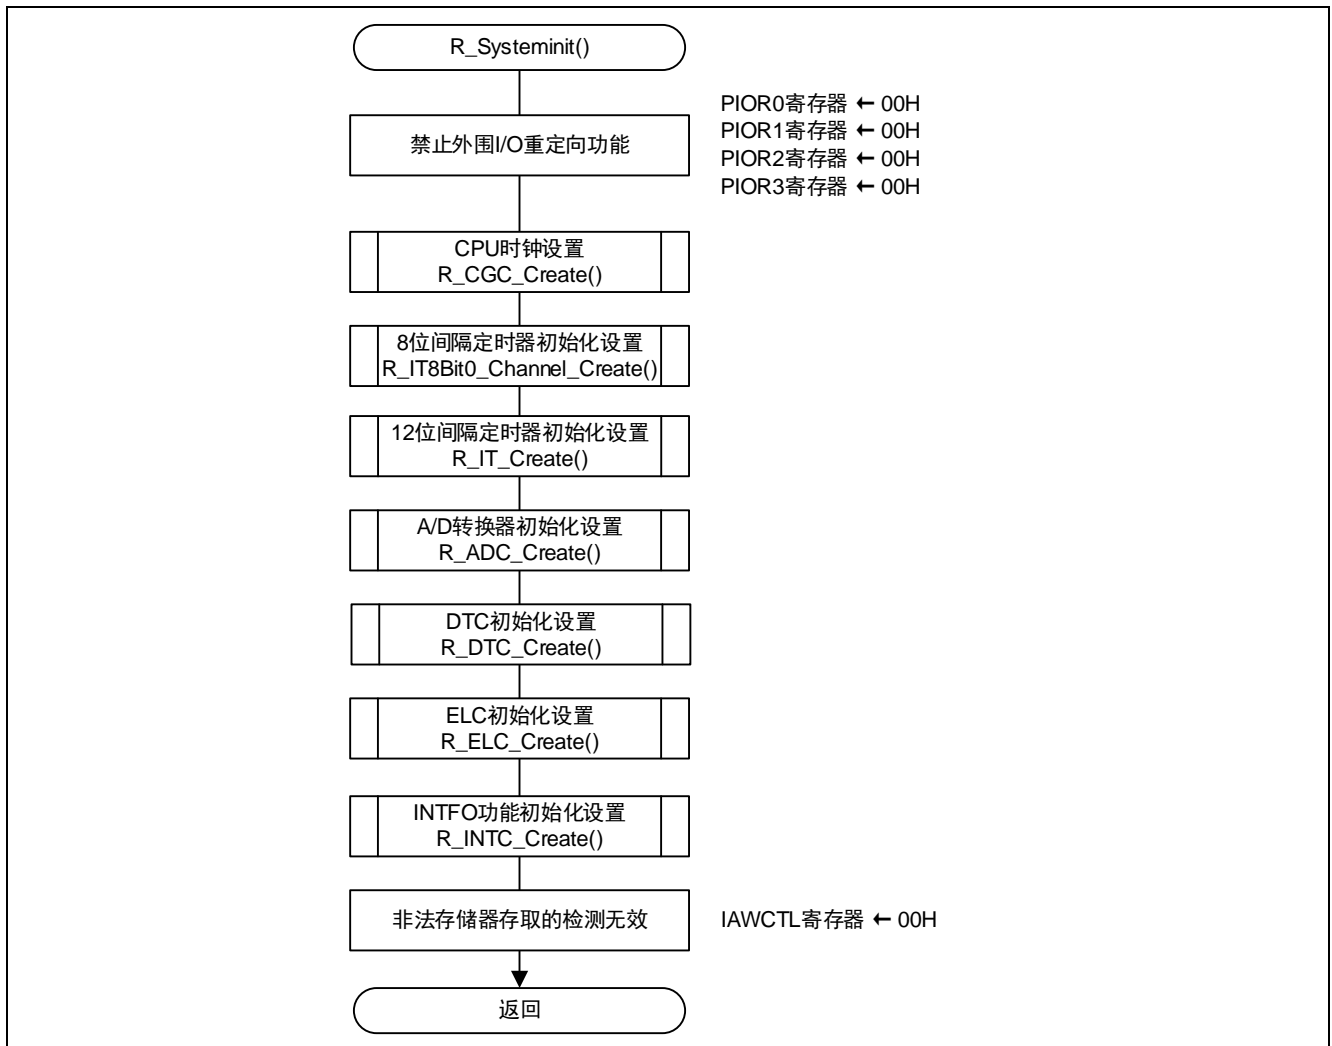 R_Systeminit()
禁止外围I/O重定向功能
PIOR0寄存器 ← 00H
PIOR1寄存器 ← 00H
PIOR2寄存器 ← 00H
PIOR3寄存器 ← 00H
CPU时钟设置
R_CGC_Create()
8位间隔定时器初始化设置
R_IT8Bit0_Channel_Create()
12位间隔定时器初始化设置
R_IT_Create()
A/D转换器初始化设置
R_ADC_Create()
DTC初始化设置
R_DTC_Create()
ELC初始化设置
R_ELC_Create()
INTFO功能初始化设置
R_INTC_Create()
非法存储器存取的检测无效
IAWCTL寄存器 ← 00H
返回